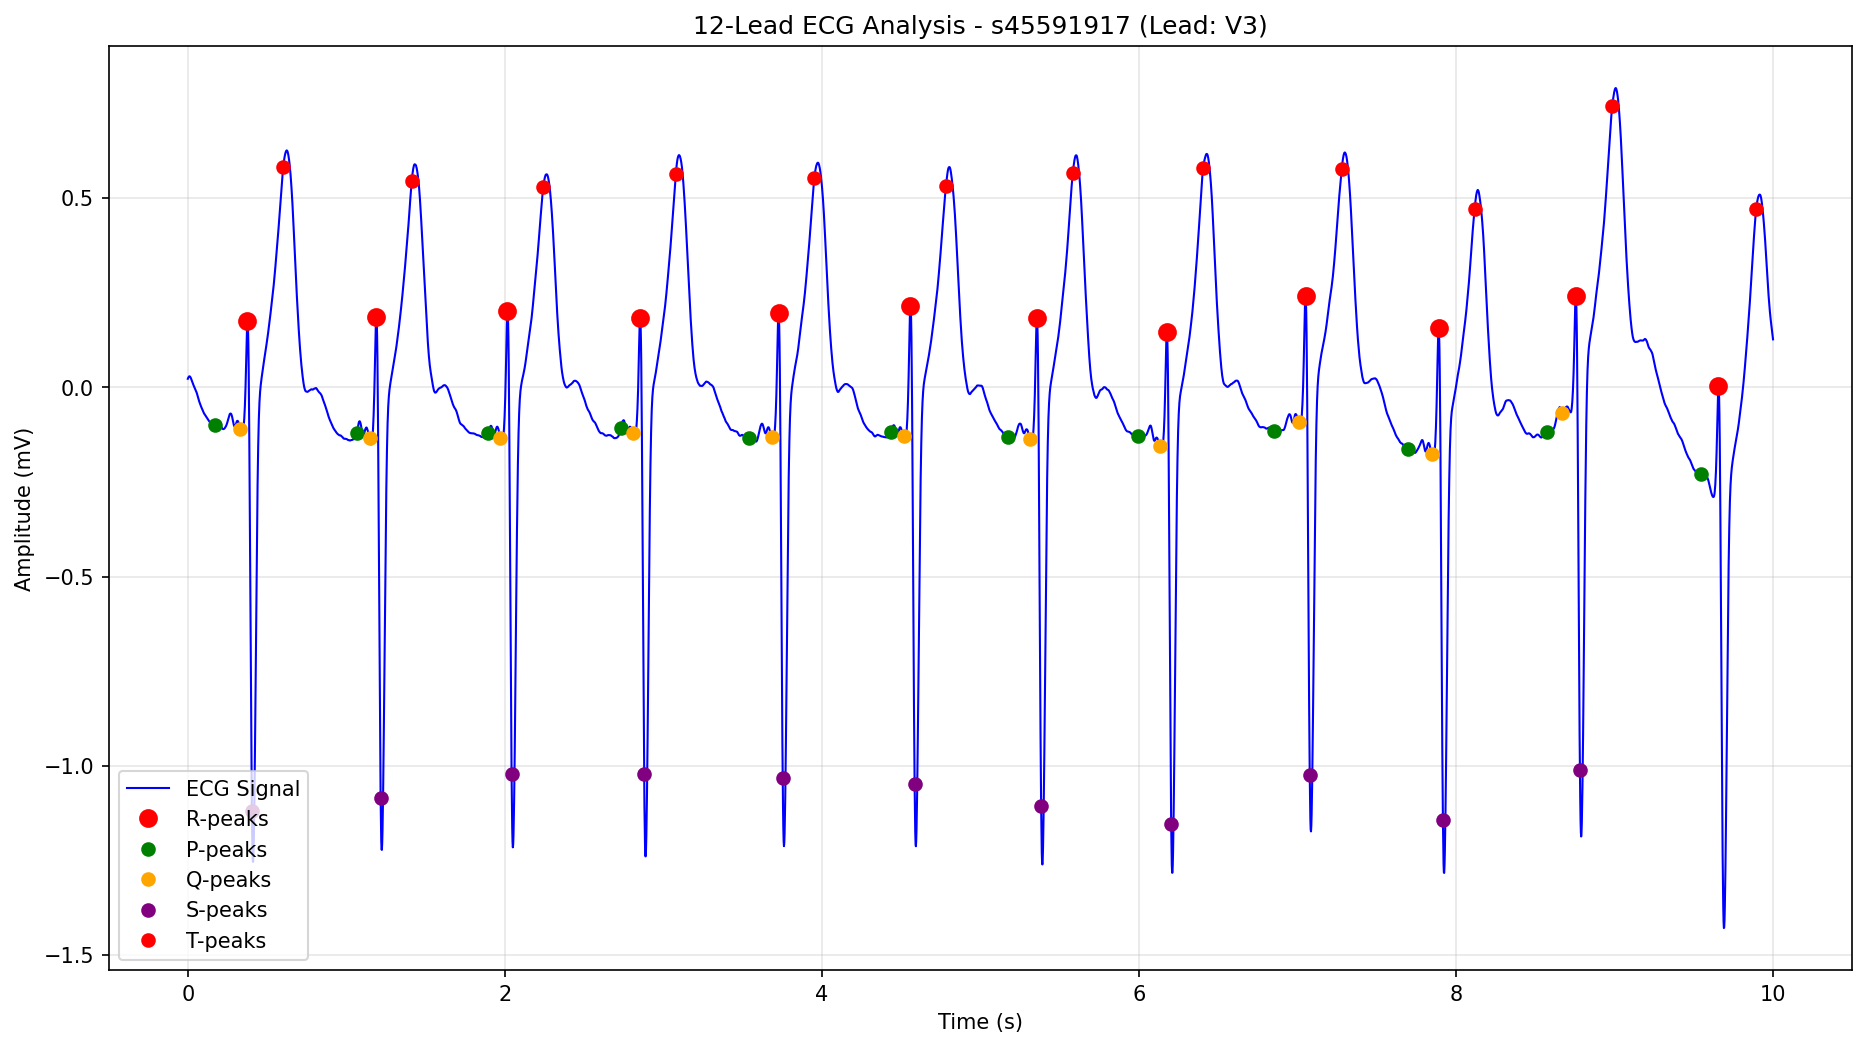 12-Lead ECG Analysis - s45591917 (Lead: V3)
Amplitude (mV)
0.5
0.0
−0.5
−1.0
−1.5
ECG Signal
R-peaks
P-peaks
Q-peaks
S-peaks
T-peaks
0 2 4 6 8 10
Time (s)